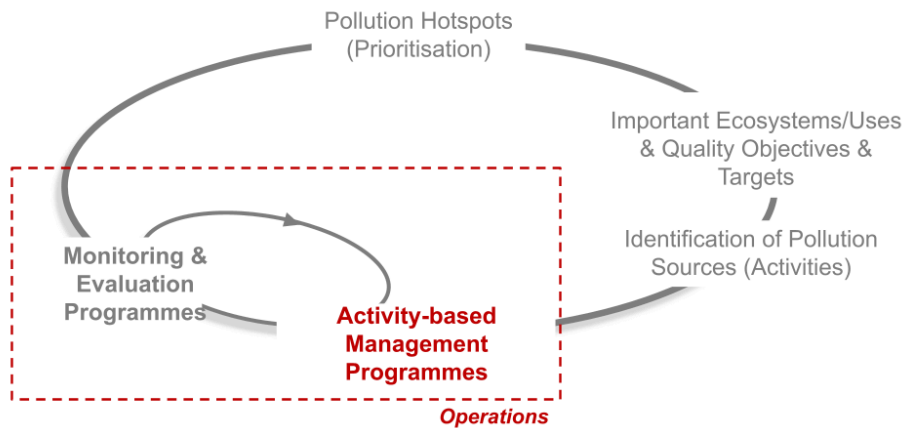 Pollution Hotspots
(Prioritisation)
Important Ecosystems/Uses
& Quality Objectives &
Targets
Identification of Pollution
Sources (Activities)
Monitoring &
Evaluation
Programmes
Activity-based
Management
Programmes
Operations